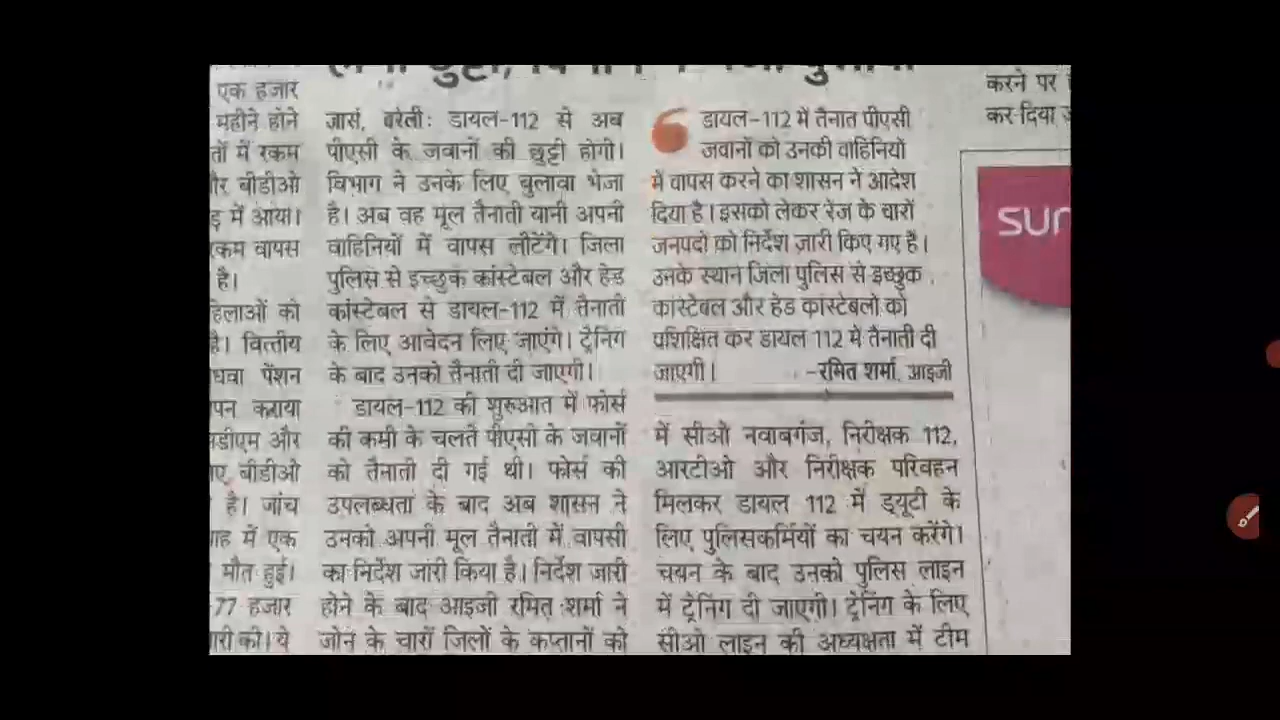 एक हजार
महीने होने
में रकम
बीडीओ
में आया।
रकम वापस
है।
को
है। वित्तीय
पेंशन
कराया
और
बीडीओ
है। जांच
में एक
मौत हुई।
77 हजार
की। ये
जासं, बरेली: डायल-112 से अब
पीएसी के जवानों की छुट्टी होगी।
विभाग ने उनके लिए बुलावा भेजा
है। अब वह मूल तैनाती यानी अपनी
वाहिनियों में वापस लौटेंगे। जिला
पुलिस से इच्छुक कांस्टेबल और हेड
कांस्टेबल से डायल-112 में तैनाती
के लिए आवेदन लिए जाएंगे। ट्रेनिंग
के बाद उनको तैनाती दी जाएगी।
डायल-112 की शुरुआत में फोर्स
की कमी के चलते पीएसी के जवानों
को तैनाती दी गई थी। फोर्स की
उपलब्धता के बाद अब शासन ने
उनको अपनी मूल तैनाती में वापसी
का निर्देश जारी किया है। निर्देश जारी
होने के बाद आइजी रमित शर्मा ने
जोन के चारों जिलों के कप्तानों को
डायल-112 में तैनात पीएसी
जवानों को उनकी वाहिनियों
में वापस करने का शासन ने आदेश
दिया है। इसको लेकर रेंज के चारों
जनपदों को निर्देश जारी किए गए है।
उनके स्थान जिला पुलिस से इच्छुक
कांस्टेबल और हेड कांस्टेबलों को
प्रशिक्षित कर डायल 112 में तैनाती दी
जाएगी। -रमित शर्मा, आइजी
में सीओ नवाबगंज, निरीक्षक 112,
आरटीओ और निरीक्षक परिवहन
मिलकर डायल 112 में ड्यूटी के
लिए पुलिसकर्मियों का चयन करेंगे।
चयन के बाद उनको पुलिस लाइन
में ट्रेनिंग दी जाएगी। ट्रेनिंग के लिए
सीओ लाइन की अध्यक्षता में टीम
करने पर
कर दिया
sur